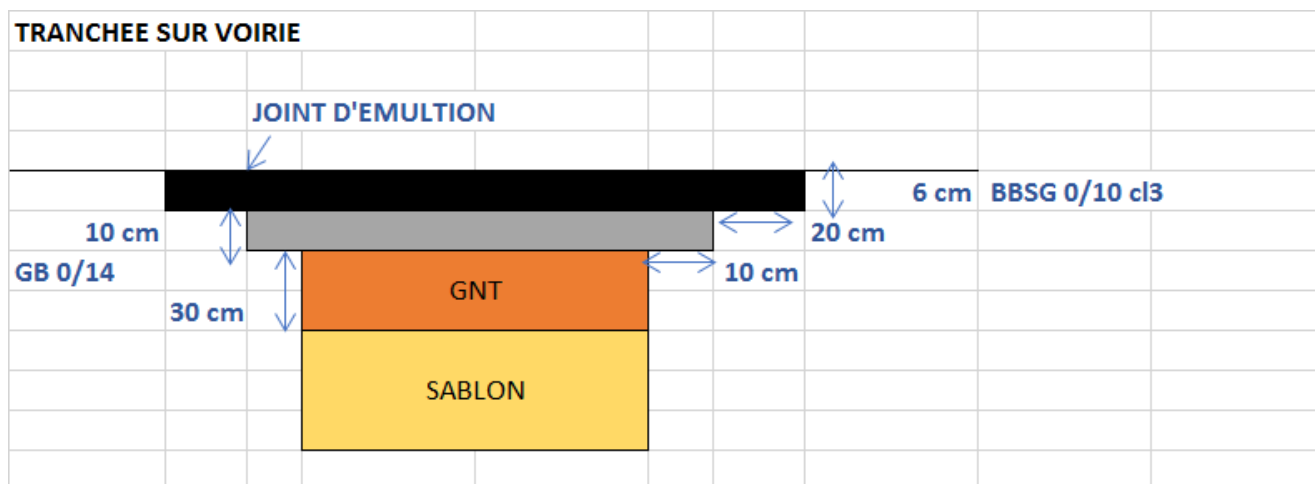 TRANCHEE SUR VOIRIE
JOINT D'EMULTION
6 cm BBSG 0/10 cl3
10 cm
20 cm
GB 0/14
10 cm
GNT
30 cm
SABLON